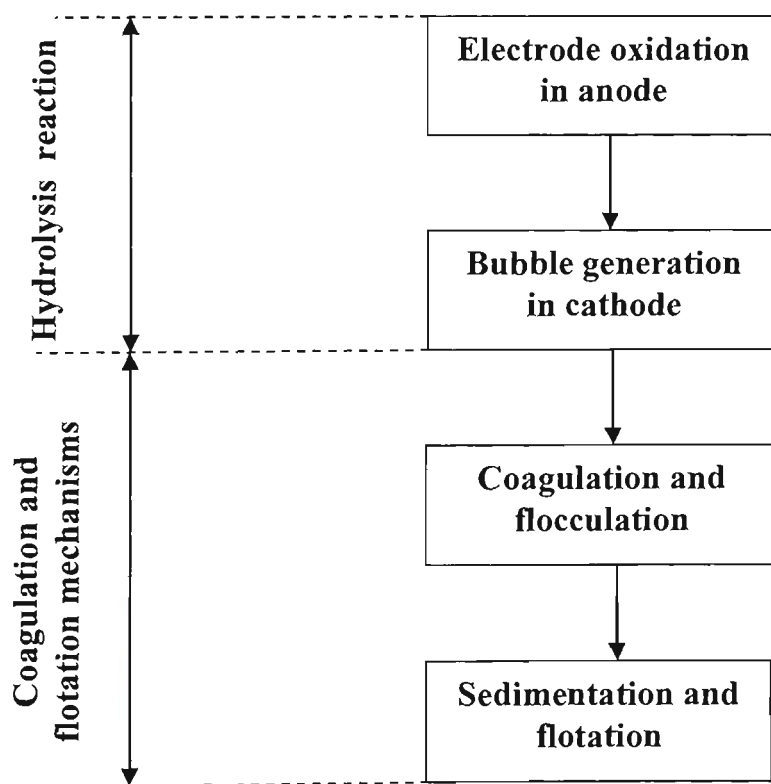 Electrode oxidation
in anode
Hydrolysis reaction
Bubble generation
in cathode
Coagulation and
flotation mechanisms
Coagulation and
flocculation
Sedimentation and
flotation